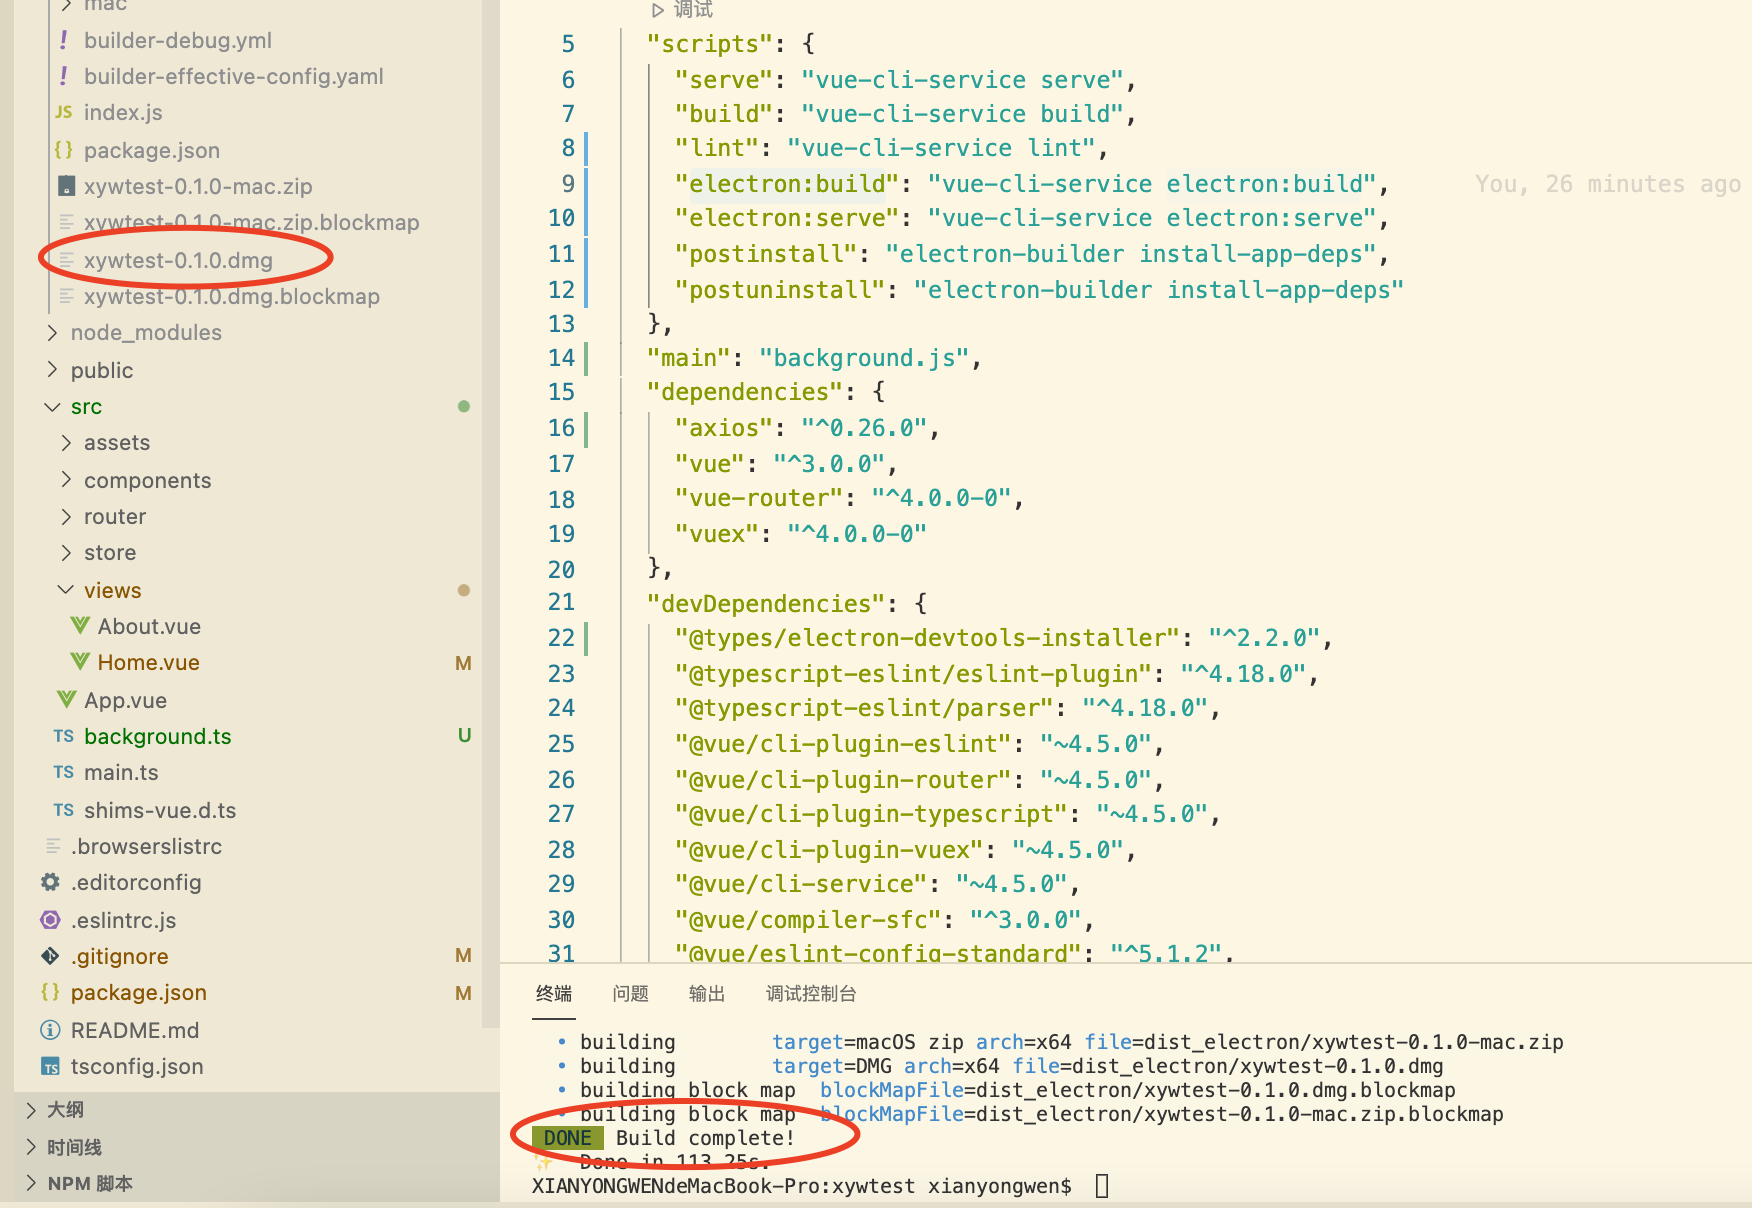 mac
builder-debug.yml
builder-effective-config.yaml
JS index.js
{} package.json
xywtest-0.1.0-mac.zip
xywtest-0.1.0-mac.zip.blockmap
xywtest-0.1.0.dmg
xywtest-0.1.0.dmg.blockmap
node_modules
public
src
assets
components
router
store
views
About.vue
Home.vue M
App.vue
TS background.ts U
TS main.ts
TS shims-vue.d.ts
.browserslistrc
.editorconfig
.eslintrc.js
.gitignore M
{} package.json M
README.md
TS tsconfig.json
大纲
时间线
NPM 脚本
调试
5 "scripts": {
6 "serve": "vue-cli-service serve",
7 "build": "vue-cli-service build",
8 "lint": "vue-cli-service lint",
9 "electron:build": "vue-cli-service electron:build", You, 26 minutes ago
10 "electron:serve": "vue-cli-service electron:serve",
11 "postinstall": "electron-builder install-app-deps",
12 "postuninstall": "electron-builder install-app-deps"
13 },
14 "main": "background.js",
15 "dependencies": {
16 "axios": "^0.26.0",
17 "vue": "^3.0.0",
18 "vue-router": "^4.0.0-0",
19 "vuex": "^4.0.0-0"
20 },
21 "devDependencies": {
22 "@types/electron-devtools-installer": "^2.2.0",
23 "@typescript-eslint/eslint-plugin": "^4.18.0",
24 "@typescript-eslint/parser": "^4.18.0",
25 "@vue/cli-plugin-eslint": "~4.5.0",
26 "@vue/cli-plugin-router": "~4.5.0",
27 "@vue/cli-plugin-typescript": "~4.5.0",
28 "@vue/cli-plugin-vuex": "~4.5.0",
29 "@vue/cli-service": "~4.5.0",
30 "@vue/compiler-sfc": "^3.0.0",
31 "@vue/eslint-config-standard": "^5.1.2",
终端 问题 输出 调试控制台
• building target=macOS zip arch=x64 file=dist_electron/xywtest-0.1.0-mac.zip
• building target=DMG arch=x64 file=dist_electron/xywtest-0.1.0.dmg
• building block map blockMapFile=dist_electron/xywtest-0.1.0.dmg.blockmap
• building block map blockMapFile=dist_electron/xywtest-0.1.0-mac.zip.blockmap
DONE Build complete!
✨ Done in 113.25s.
XIANYONGWENdeMacBook-Pro:xywtest xianyongwen$